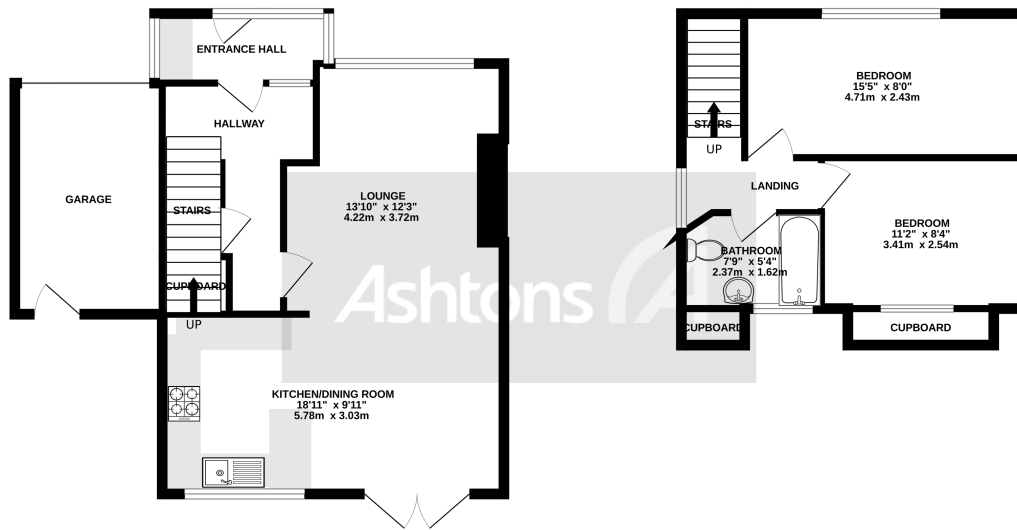 ENTRANCE HALL
HALLWAY
GARAGE
LOUNGE
13'10" x 12'3"
4.22m x 3.72m
STAIRS
CUPBOARD
UP
Ashtons
KITCHEN/DINING ROOM
18'11" x 9'11"
5.78m x 3.03m
BEDROOM
15'5" x 8'0"
4.71m x 2.43m
STAIRS
UP
LANDING
BEDROOM
11'2" x 8'4"
3.41m x 2.54m
BATHROOM
7'9" x 5'4"
2.37m x 1.62m
CUPBOARD
CUPBOARD